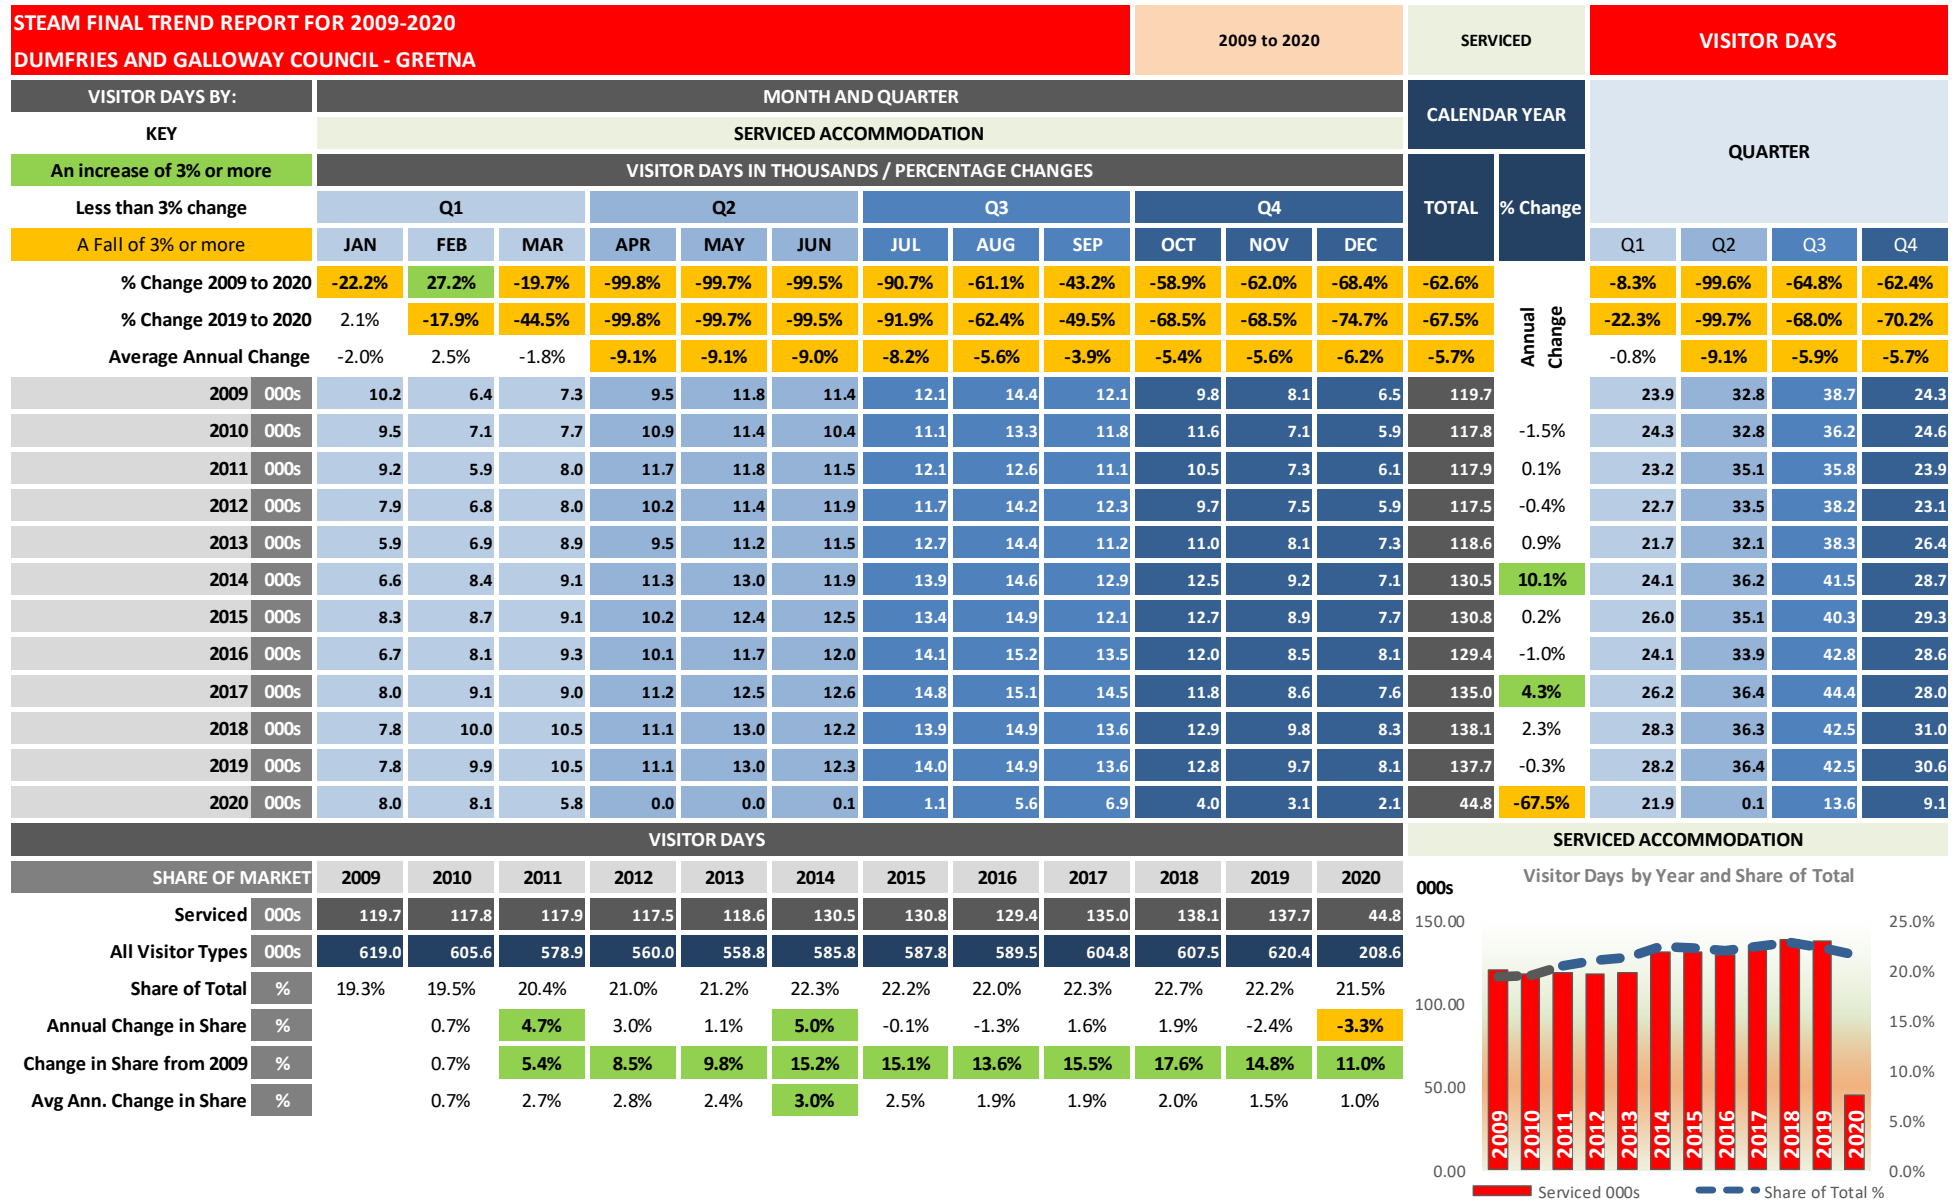 STEAM FINAL TREND REPORT FOR 2009-2020
DUMFRIES AND GALLOWAY COUNCIL - GRETNA
2009 to 2020
SERVICED
VISITOR DAYS
VISITOR DAYS BY:
MONTH AND QUARTER
CALENDAR YEAR
QUARTER
KEY
SERVICED ACCOMMODATION
An increase of 3% or more
VISITOR DAYS IN THOUSANDS / PERCENTAGE CHANGES
Less than 3% change Q1 Q2 Q3 Q4 TOTAL % Change
A Fall of 3% or more JAN FEB MAR APR MAY JUN JUL AUG SEP OCT NOV DEC Q1 Q2 Q3 Q4
% Change 2009 to 2020 -22.2% 27.2% -19.7% -99.8% -99.7% -99.5% -90.7% -61.1% -43.2% -58.9% -62.0% -68.4% -62.6% -8.3% -99.6% -64.8% -62.4%
% Change 2019 to 2020 2.1% -17.9% -44.5% -99.8% -99.7% -99.5% -91.9% -62.4% -49.5% -68.5% -68.5% -74.7% -67.5% -22.3% -99.7% -68.0% -70.2%
Average Annual Change -2.0% 2.5% -1.8% -9.1% -9.1% -9.0% -8.2% -5.6% -3.9% -5.4% -5.6% -6.2% -5.7% -0.8% -9.1% -5.9% -5.7%
Annual
Change
2009 000s 10.2 6.4 7.3 9.5 11.8 11.4 12.1 14.4 12.1 9.8 8.1 6.5 119.7 23.9 32.8 38.7 24.3
2010 000s 9.5 7.1 7.7 10.9 11.4 10.4 11.1 13.3 11.8 11.6 7.1 5.9 117.8 -1.5% 24.3 32.8 36.2 24.6
2011 000s 9.2 5.9 8.0 11.7 11.8 11.5 12.1 12.6 11.1 10.5 7.3 6.1 117.9 0.1% 23.2 35.1 35.8 23.9
2012 000s 7.9 6.8 8.0 10.2 11.4 11.9 11.7 14.2 12.3 9.7 7.5 5.9 117.5 -0.4% 22.7 33.5 38.2 23.1
2013 000s 5.9 6.9 8.9 9.5 11.2 11.5 12.7 14.4 11.2 11.0 8.1 7.3 118.6 0.9% 21.7 32.1 38.3 26.4
2014 000s 6.6 8.4 9.1 11.3 13.0 11.9 13.9 14.6 12.9 12.5 9.2 7.1 130.5 10.1% 24.1 36.2 41.5 28.7
2015 000s 8.3 8.7 9.1 10.2 12.4 12.5 13.4 14.9 12.1 12.7 8.9 7.7 130.8 0.2% 26.0 35.1 40.3 29.3
2016 000s 6.7 8.1 9.3 10.1 11.7 12.0 14.1 15.2 13.5 12.0 8.5 8.1 129.4 -1.0% 24.1 33.9 42.8 28.6
2017 000s 8.0 9.1 9.0 11.2 12.5 12.6 14.8 15.1 14.5 11.8 8.6 7.6 135.0 4.3% 26.2 36.4 44.4 28.0
2018 000s 7.8 10.0 10.5 11.1 13.0 12.2 13.9 14.9 13.6 12.9 9.8 8.3 138.1 2.3% 28.3 36.3 42.5 31.0
2019 000s 7.8 9.9 10.5 11.1 13.0 12.3 14.0 14.9 13.6 12.8 9.7 8.1 137.7 -0.3% 28.2 36.4 42.5 30.6
2020 000s 8.0 8.1 5.8 0.0 0.0 0.1 1.1 5.6 6.9 4.0 3.1 2.1 44.8 -67.5% 21.9 0.1 13.6 9.1
VISITOR DAYS
SHARE OF MARKET 2009 2010 2011 2012 2013 2014 2015 2016 2017 2018 2019 2020
Serviced 000s 119.7 117.8 117.9 117.5 118.6 130.5 130.8 129.4 135.0 138.1 137.7 44.8
All Visitor Types 000s 619.0 605.6 578.9 560.0 558.8 585.8 587.8 589.5 604.8 607.5 620.4 208.6
Share of Total % 19.3% 19.5% 20.4% 21.0% 21.2% 22.3% 22.2% 22.0% 22.3% 22.7% 22.2% 21.5%
Annual Change in Share % 0.7% 4.7% 3.0% 1.1% 5.0% -0.1% -1.3% 1.6% 1.9% -2.4% -3.3%
Change in Share from 2009 % 0.7% 5.4% 8.5% 9.8% 15.2% 15.1% 13.6% 15.5% 17.6% 14.8% 11.0%
Avg Ann. Change in Share % 0.7% 2.7% 2.8% 2.4% 3.0% 2.5% 1.9% 1.9% 2.0% 1.5% 1.0%
SERVICED ACCOMMODATION
Visitor Days by Year and Share of Total
000s
150.00 25.0%
20.0%
100.00
15.0%
10.0%
50.00
5.0%
0.00 0.0%
2009 2010 2011 2012 2013 2014 2015 2016 2017 2018 2019 2020
Serviced 000s Share of Total %